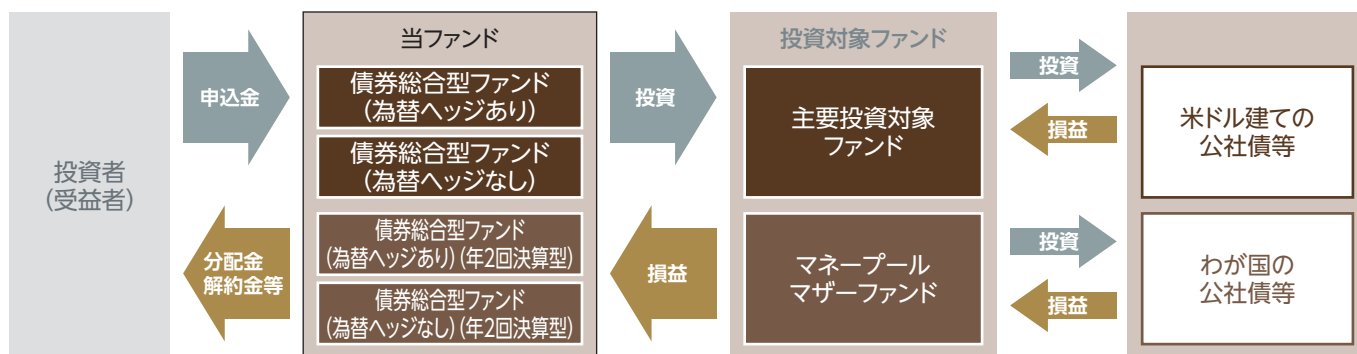 投資者
(受益者)
申込金
分配金
解約金等
当ファンド
債券総合型ファンド
(為替ヘッジあり)
債券総合型ファンド
(為替ヘッジなし)
債券総合型ファンド
(為替ヘッジあり)(年2回決算型)
債券総合型ファンド
(為替ヘッジなし)(年2回決算型)
投資
損益
投資対象ファンド
主要投資対象
ファンド
マネープール
マザーファンド
投資
損益
投資
損益
米ドル建ての
公社債等
わが国の
公社債等